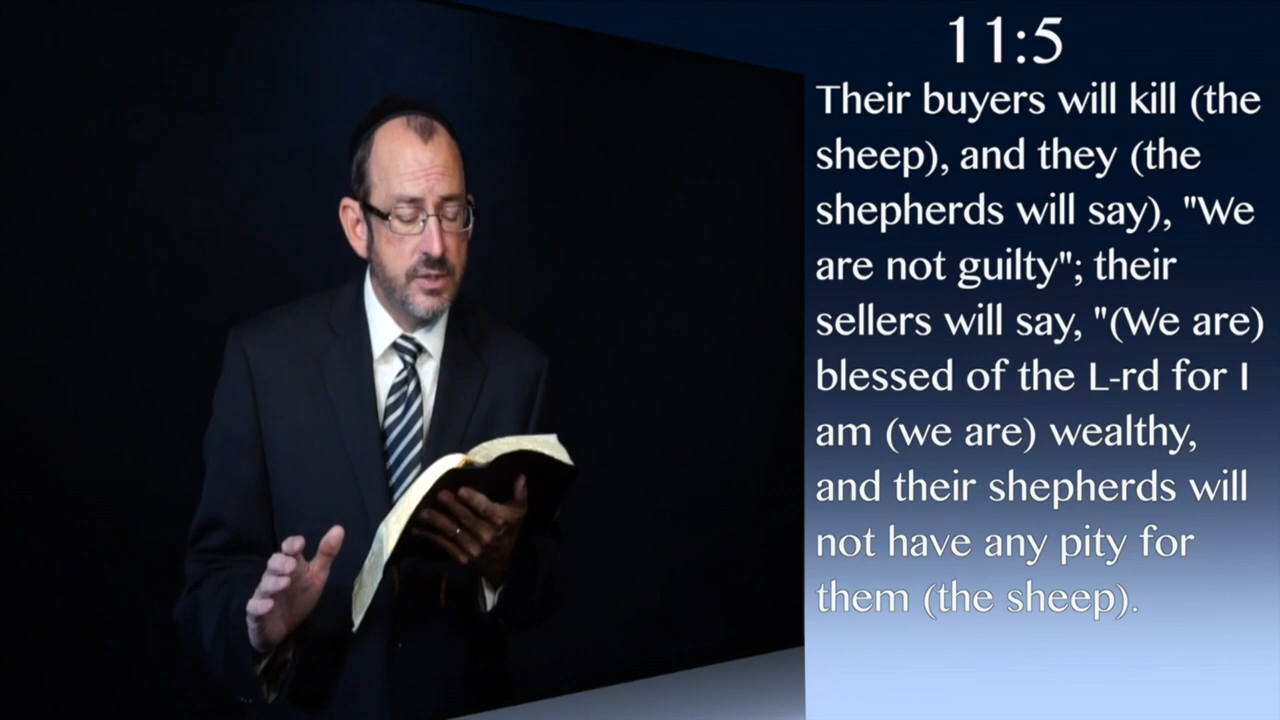 11:5
Their buyers will kill (the
sheep), and they (the
shepherds will say), "We
are not guilty"; their
sellers will say, "(We are)
blessed of the L-rd for I
am (we are) wealthy,
and their shepherds will
not have any pity for
them (the sheep).